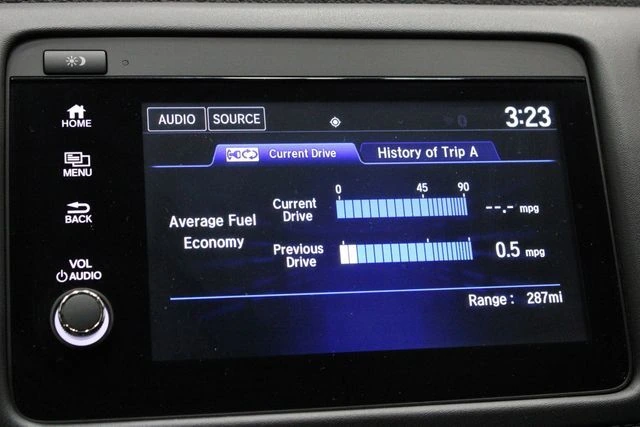 HOME
MENU
BACK
VOL
AUDIO
AUDIO SOURCE 3:23
Current Drive History of Trip A
Average Fuel
Economy
0 45 90
Current
Drive --.- mpg
Previous
Drive 0.5 mpg
Range : 287mi